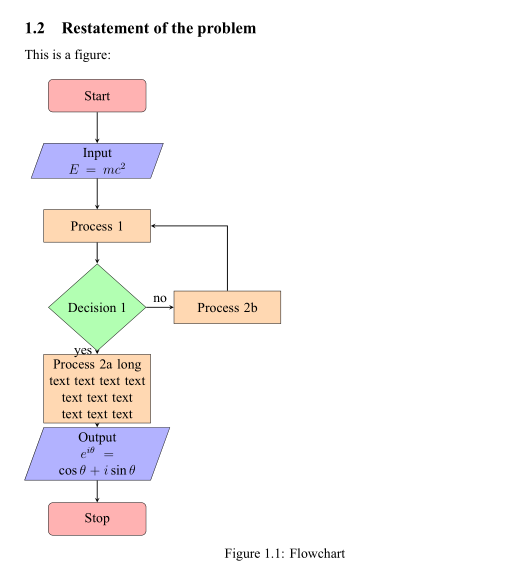 1.2 Restatement of the problem
This is a figure:
Start
Input
E = mc²
Process 1
Decision 1
no
Process 2b
yes
Process 2a long
text text text text
text text text
text text text
Output
e^{iθ} =
cos θ + i sin θ
Stop
Figure 1.1: Flowchart